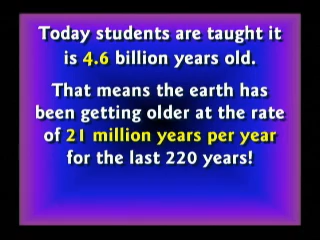 Today students are taught it
is 4.6 billion years old.
That means the earth has
been getting older at the rate
of 21 million years per year
for the last 220 years!